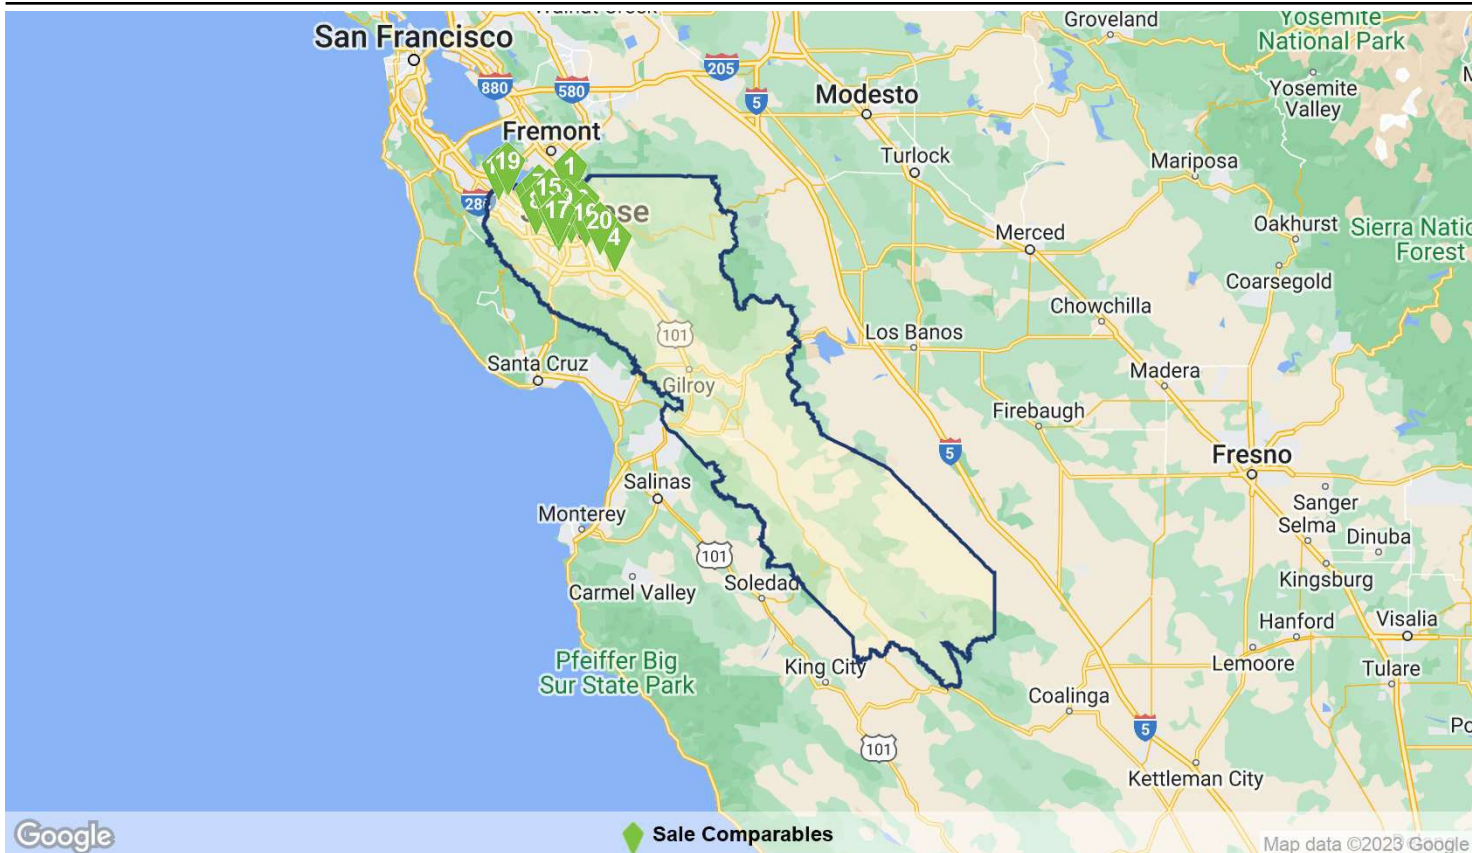 San Francisco
Groveland
Yosemite
National Park
880
580
205
5
Modesto
Yosemite
Valley
Fremont
Turlock
Mariposa
19
1
15
17
20
4
Merced
Oakhurst
Sierra Natio
Forest
Coarsegold
Chowchilla
101
Los Banos
Santa Cruz
Gilroy
Madera
Firebaugh
5
Fresno
Salinas
Sanger
Monterey
Selma
Dinuba
101
Soledad
Carmel Valley
Kingsburg
Hanford
Visalia
Pfeiffer Big
Sur State Park
King City
Lemoore
Tulare
Coalinga
5
101
Kettleman City
Google
Sale Comparables
Map data ©2023 Google